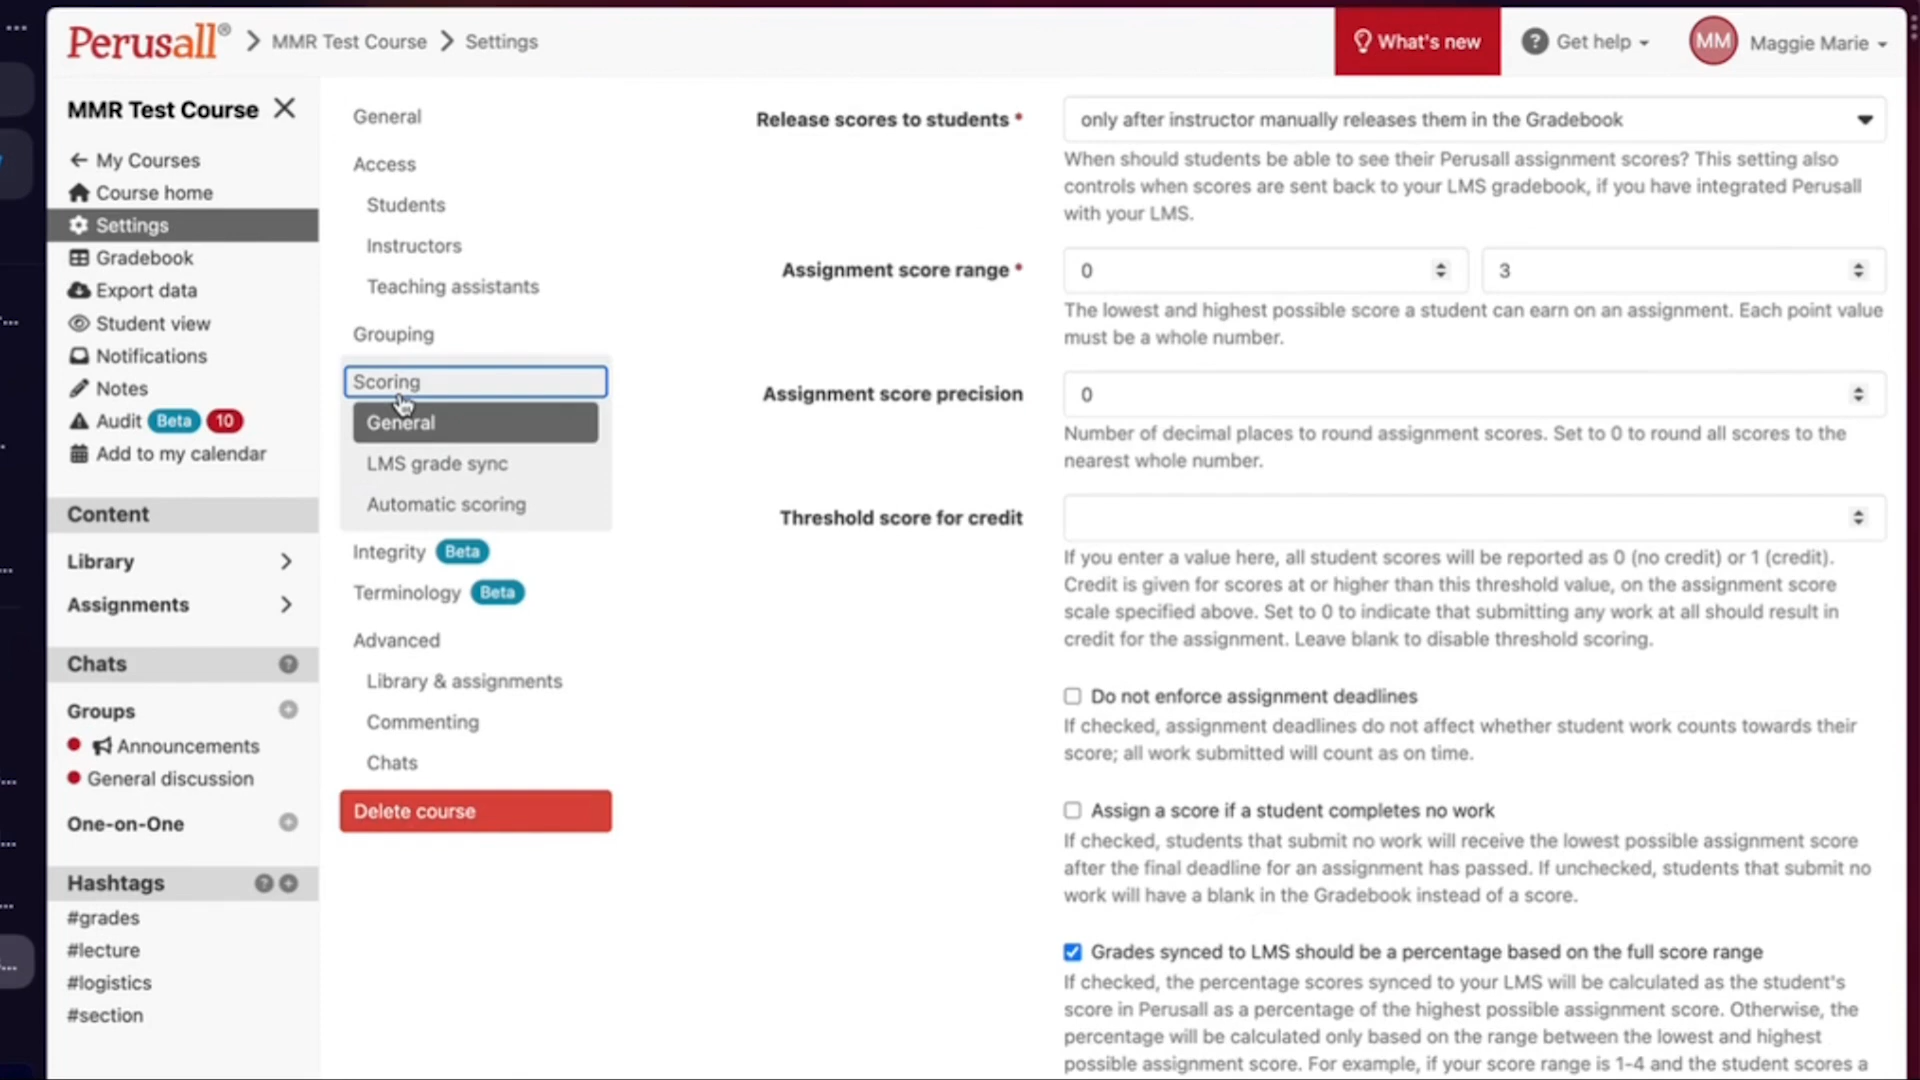 Perusall®
MMR Test Course
Settings
What's new
Get help
MM
Maggie Marie
MMR Test Course
My Courses
Course home
Settings
Gradebook
Export data
Student view
Notifications
Notes
Audit Beta 10
Add to my calendar
Content
Library
Assignments
Chats
Groups
Announcements
General discussion
One-on-One
Hashtags
#grades
#lecture
#logistics
#section
General
Access
Students
Instructors
Teaching assistants
Grouping
Scoring
General
LMS grade sync
Automatic scoring
Integrity Beta
Terminology Beta
Advanced
Library & assignments
Commenting
Chats
Delete course
Release scores to students *
only after instructor manually releases them in the Gradebook
When should students be able to see their Perusall assignment scores? This setting also
controls when scores are sent back to your LMS gradebook, if you have integrated Perusall
with your LMS.
Assignment score range *
0
3
The lowest and highest possible score a student can earn on an assignment. Each point value
must be a whole number.
Assignment score precision
0
Number of decimal places to round assignment scores. Set to 0 to round all scores to the
nearest whole number.
Threshold score for credit
If you enter a value here, all student scores will be reported as 0 (no credit) or 1 (credit).
Credit is given for scores at or higher than this threshold value, on the assignment score
scale specified above. Set to 0 to indicate that submitting any work at all should result in
credit for the assignment. Leave blank to disable threshold scoring.
Do not enforce assignment deadlines
If checked, assignment deadlines do not affect whether student work counts towards their
score; all work submitted will count as on time.
Assign a score if a student completes no work
If checked, students that submit no work will receive the lowest possible assignment score
after the final deadline for an assignment has passed. If unchecked, students that submit no
work will have a blank in the Gradebook instead of a score.
Grades synced to LMS should be a percentage based on the full score range
If checked, the percentage scores synced to your LMS will be calculated as the student's
score in Perusall as a percentage of the highest possible assignment score. Otherwise, the
percentage will be calculated only based on the range between the lowest and highest
possible assignment score. For example, if your score range is 1-4 and the student scores a